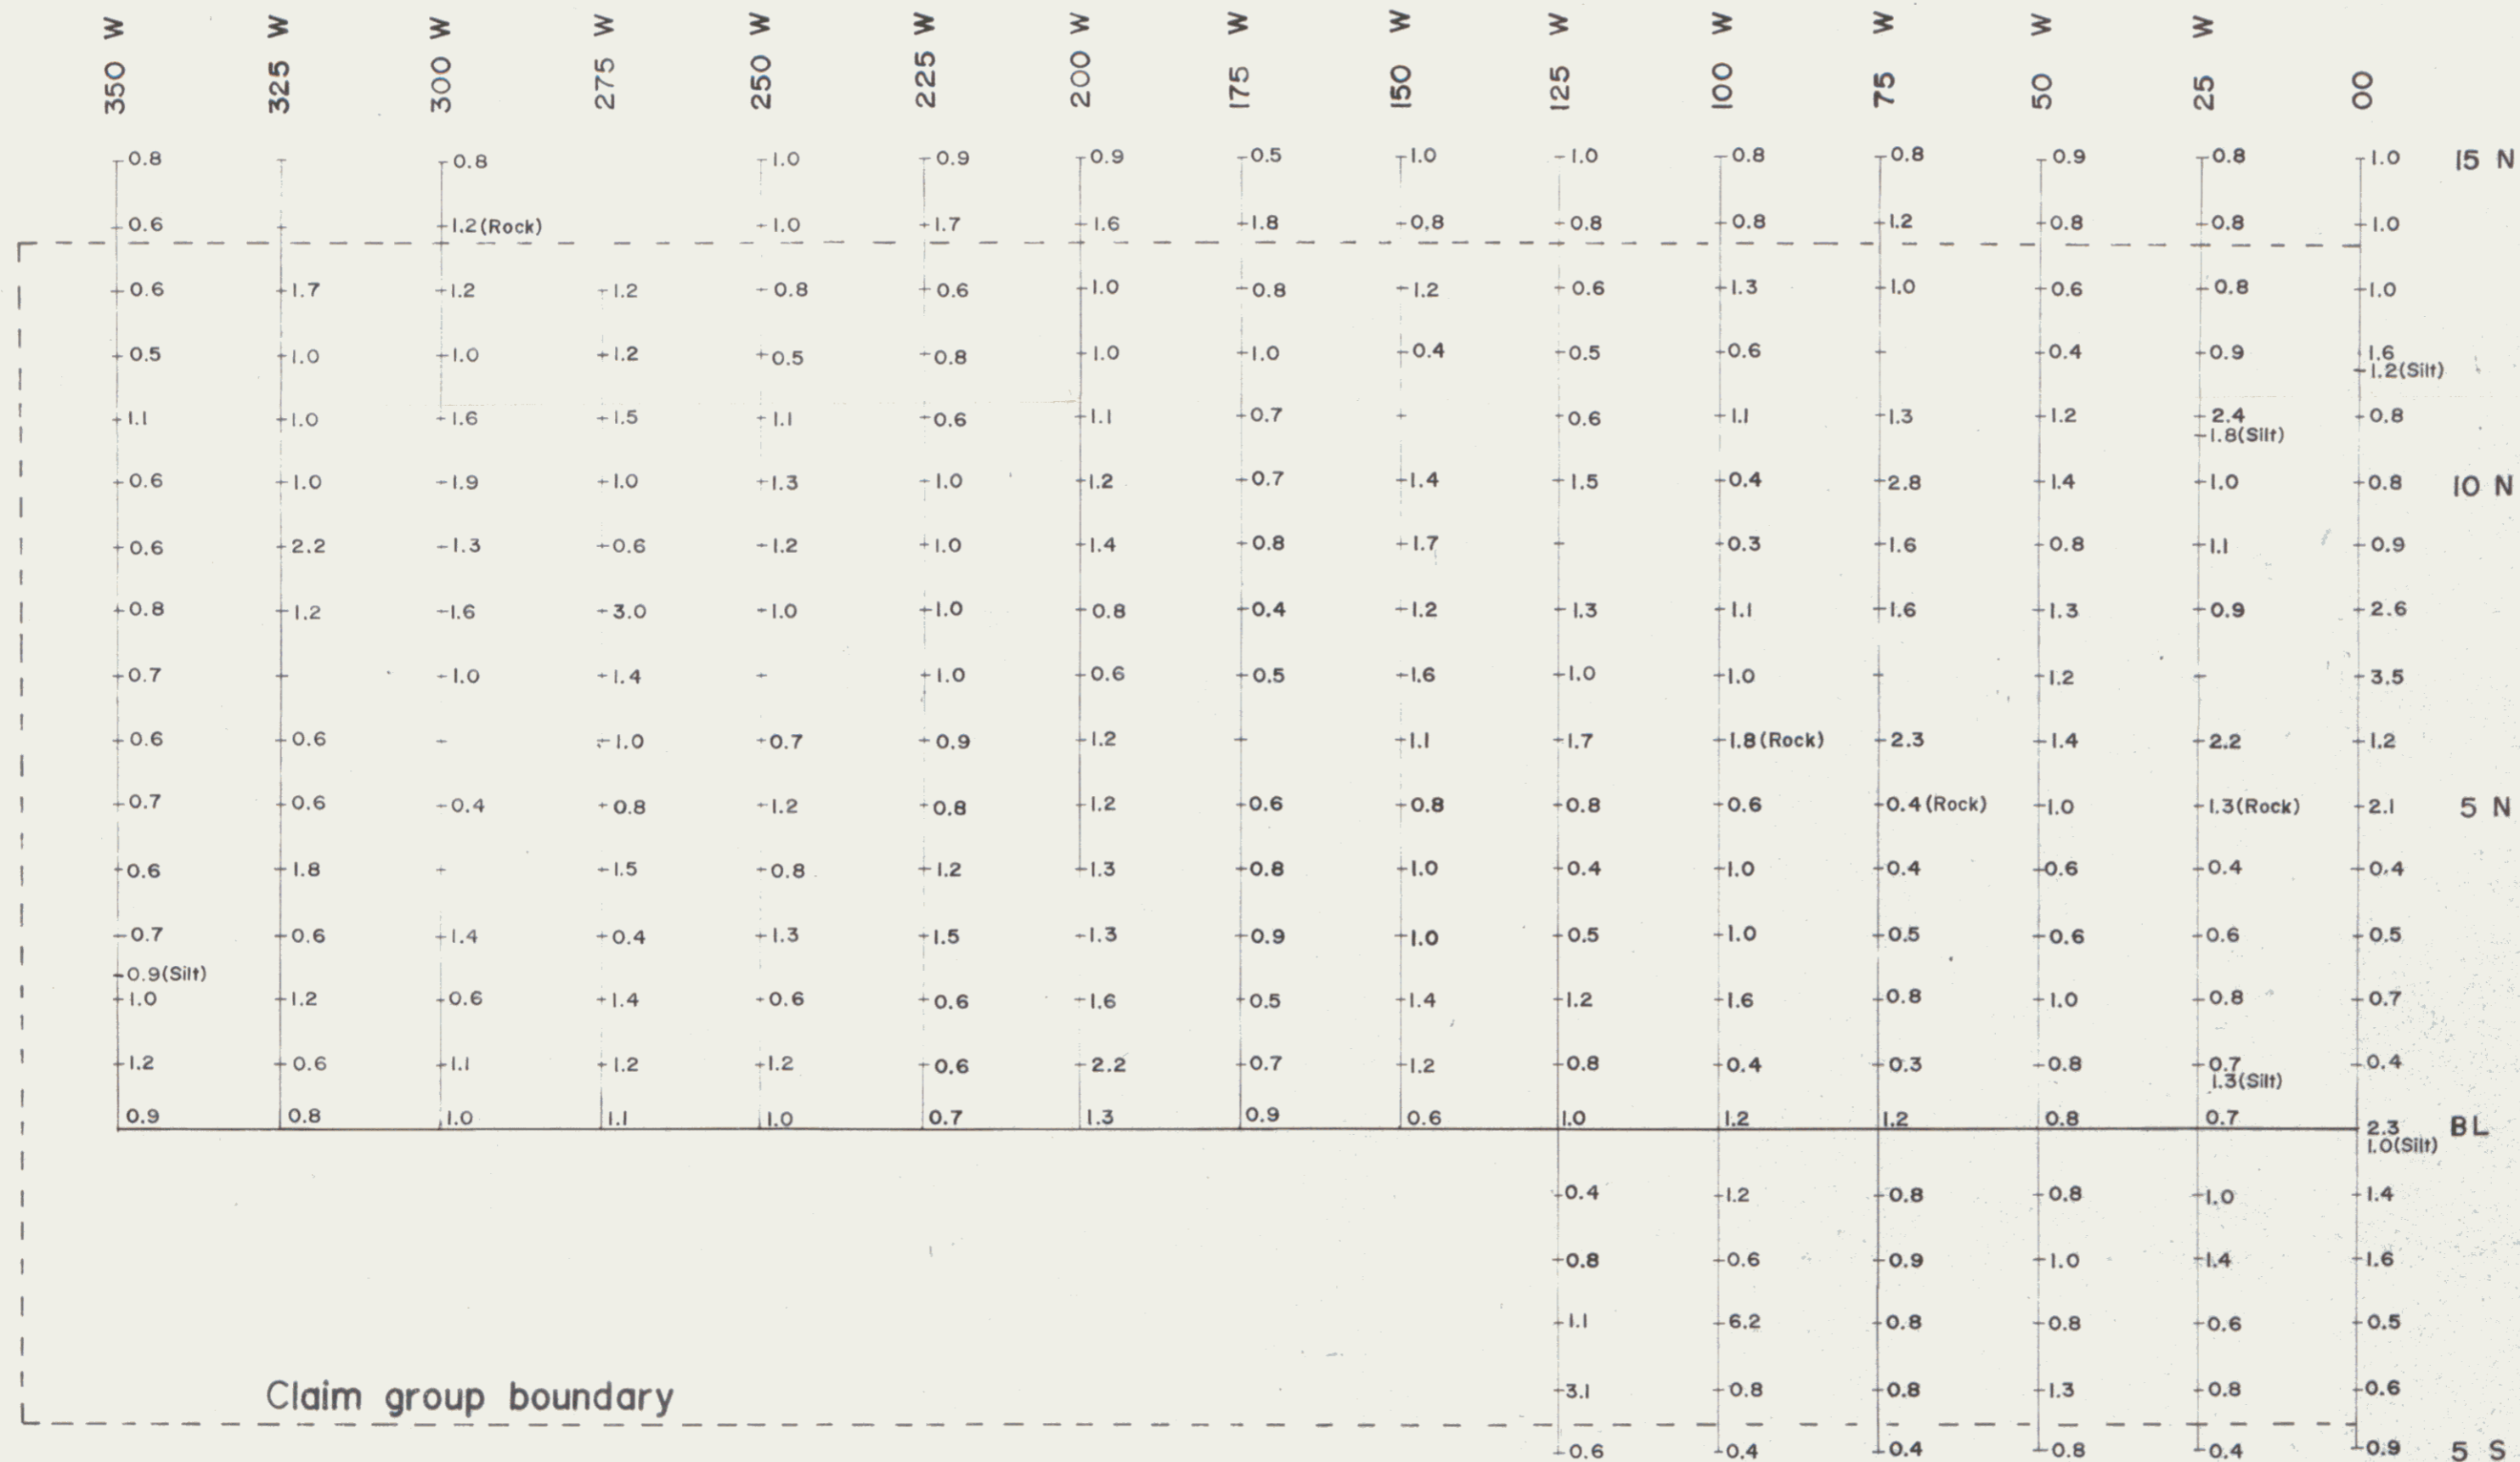 350 W 325 W 300 W 275 W 250 W 225 W 200 W 175 W 150 W 125 W 100 W 75 W 50 W 25 W 00
0.8 0.8 1.0 0.9 0.9 0.5 1.0 1.0 0.8 0.8 0.9 0.8 1.0 15 N
0.6 1.2 (Rock) 1.0 1.7 1.6 1.8 0.8 0.8 0.8 1.2 0.8 0.8 1.0
0.6 1.7 1.2 1.2 0.8 0.6 1.0 0.8 1.2 0.6 1.3 1.0 0.6 0.8 1.0
0.5 1.0 1.0 1.2 0.5 0.8 1.0 1.0 0.4 0.5 0.6 0.4 0.9 1.6
1.2 (Silt)
1.1 1.0 1.6 1.5 1.1 0.6 1.1 0.7 0.6 1.1 1.3 1.2 2.4 0.8
1.8 (Silt)
0.6 1.0 1.9 1.0 1.3 1.0 1.2 0.7 1.4 1.5 0.4 2.8 1.4 1.0 0.8 10 N
0.6 2.2 1.3 0.6 1.2 1.0 1.4 0.8 1.7 0.3 1.6 0.8 1.1 0.9
0.8 1.2 1.6 3.0 1.0 1.0 0.8 0.4 1.2 1.3 1.1 1.6 1.3 0.9 2.6
0.7 1.0 1.4 1.0 0.6 0.5 1.6 1.0 1.0 1.2 3.5
0.6 0.6 1.0 0.7 0.9 1.2 1.1 1.7 1.8 (Rock) 2.3 1.4 2.2 1.2
0.7 0.6 0.4 0.8 1.2 0.8 1.2 0.6 0.8 0.8 0.6 0.4 (Rock) 1.0 1.3 (Rock) 2.1 5 N
0.6 1.8 1.5 0.8 1.2 1.3 0.8 1.0 0.4 1.0 0.4 0.6 0.4 0.4
0.7 0.6 1.4 0.4 1.3 1.5 1.3 0.9 1.0 0.5 1.0 0.5 0.6 0.6 0.5
0.9 (Silt)
1.0 1.2 0.6 1.4 0.6 0.6 1.6 0.5 1.4 1.2 1.6 0.8 1.0 0.8 0.7
1.2 0.6 1.1 1.2 1.2 0.6 2.2 0.7 1.2 0.8 0.4 0.3 0.8 0.7 0.4
1.3 (Silt)
0.9 0.8 1.0 1.1 1.0 0.7 1.3 0.9 0.6 1.0 1.2 1.2 0.8 0.7 2.3 BL
1.0 (Silt)
0.4 1.2 0.8 0.8 1.0 1.4
0.8 0.6 0.9 1.0 1.4 1.6
1.1 6.2 0.8 0.8 0.6 0.5
3.1 0.8 0.8 1.3 0.8 0.6
Claim group boundary
0.6 0.4 0.4 0.8 0.4 0.9 5 S